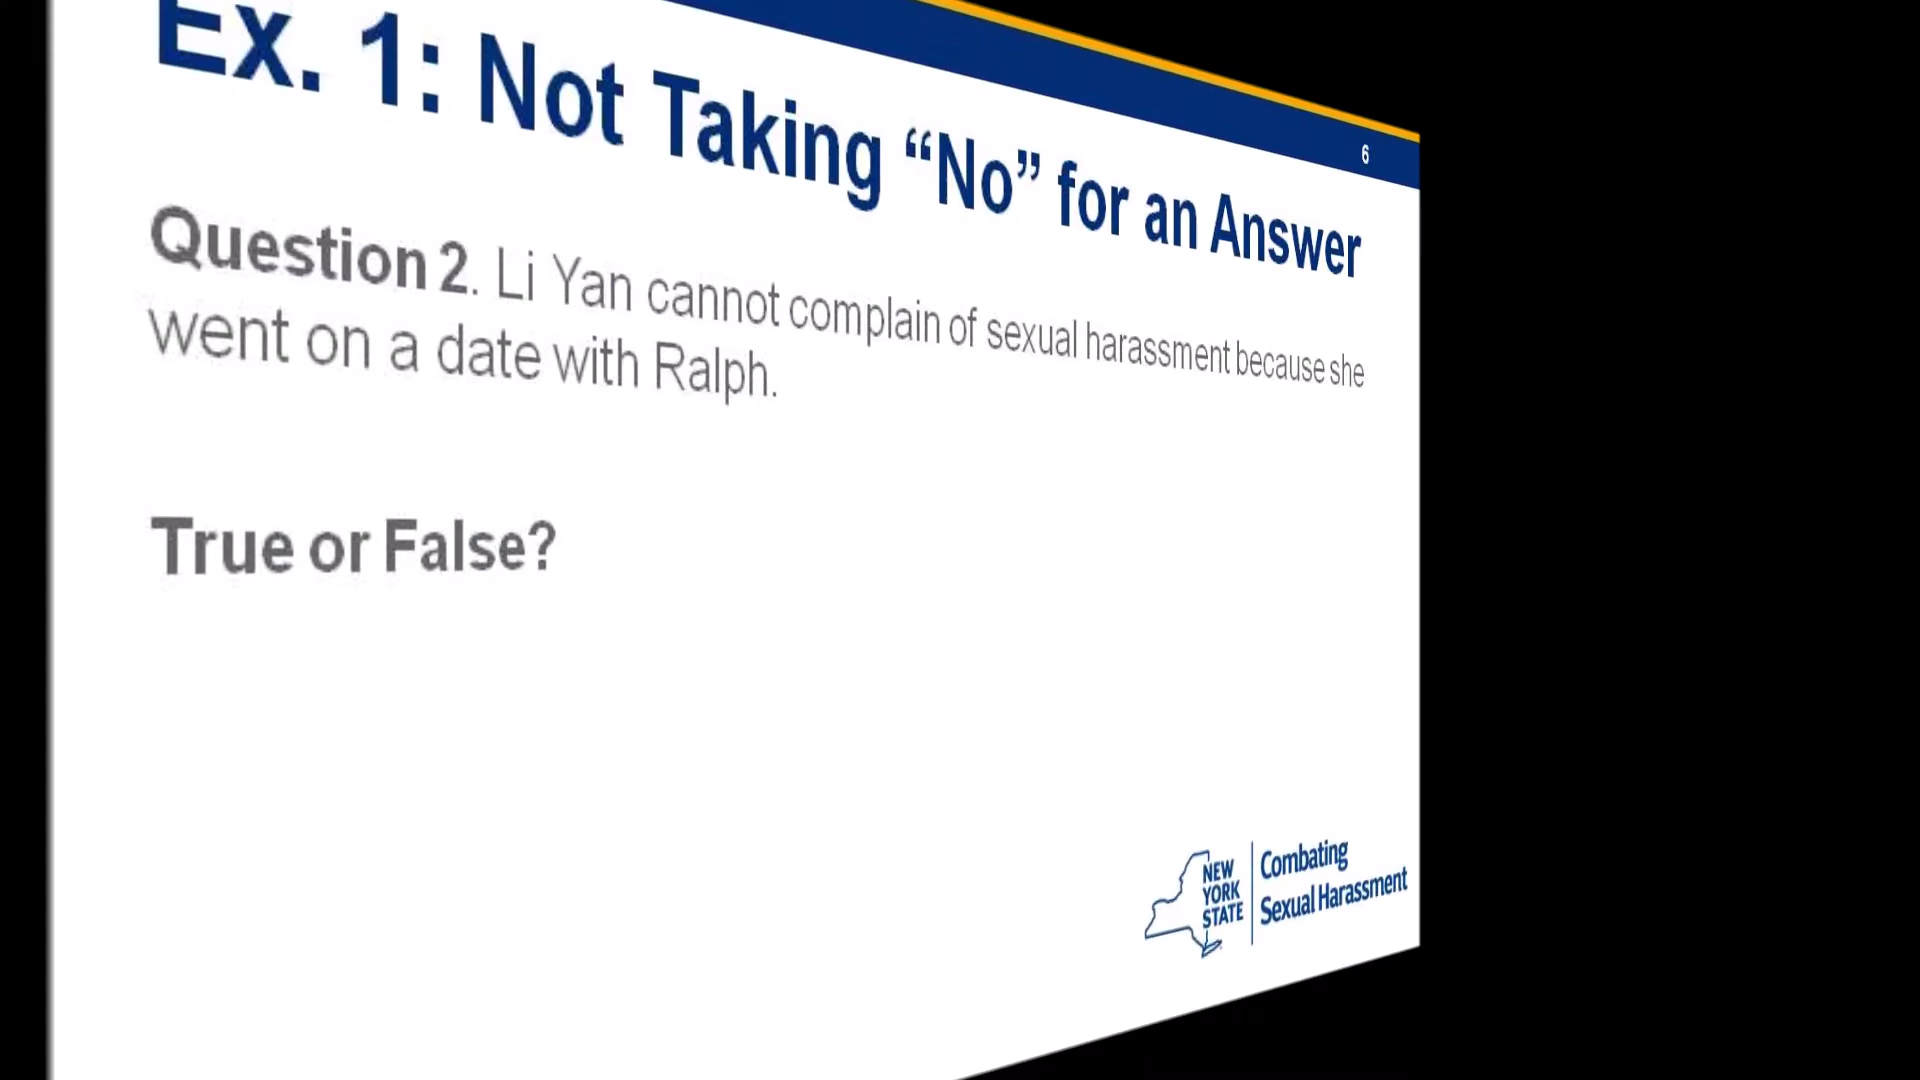 6
Ex. 1: Not Taking “No” for an Answer
Question 2. Li Yan cannot complain of sexual harassment because she
went on a date with Ralph.
True or False?
NEW
YORK
STATE
Combating
Sexual Harassment